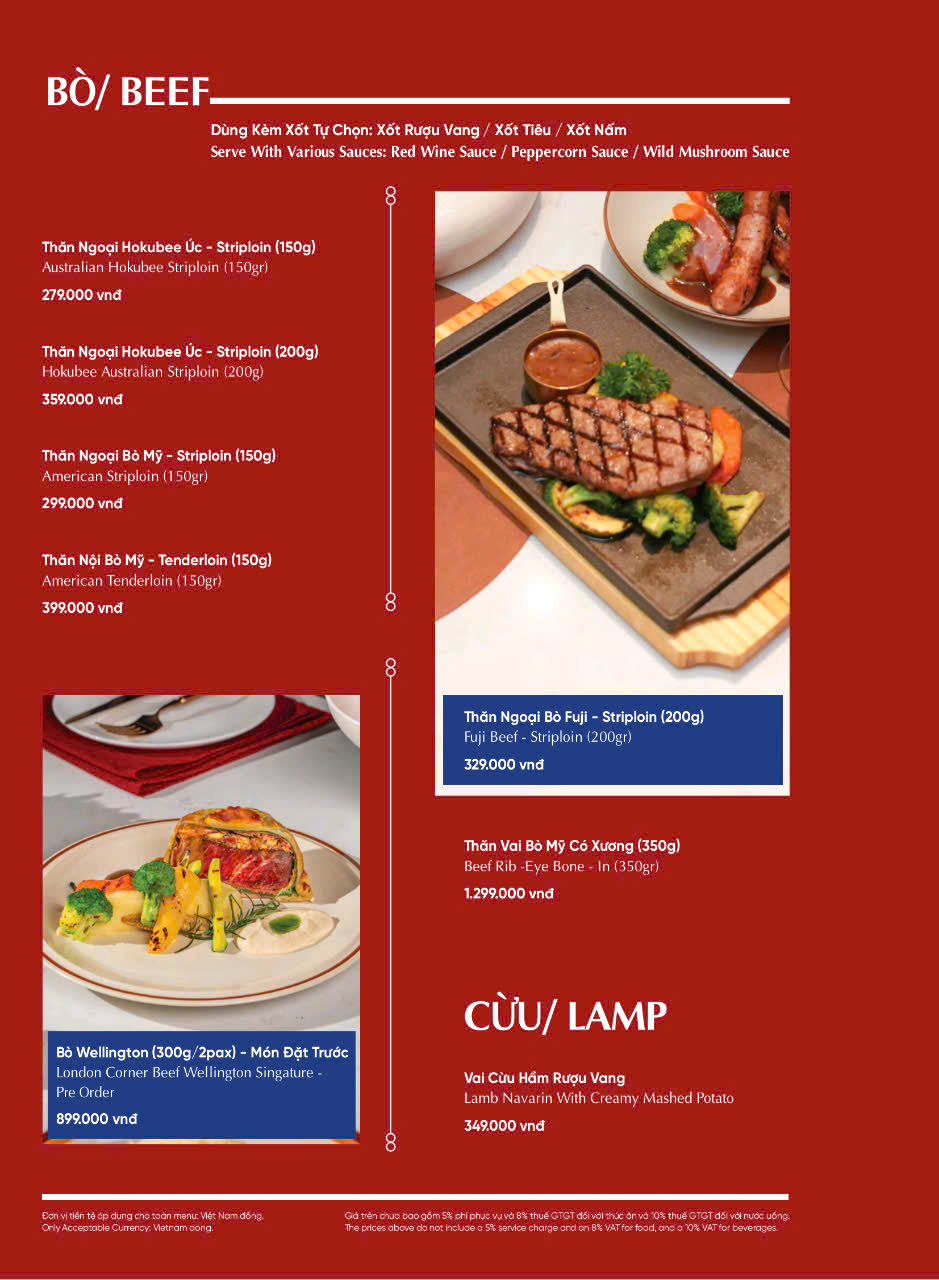 BÒ/ BEEF
Dùng Kèm Xốt Tự Chọn: Xốt Rượu Vang / Xốt Tiêu / Xốt Nấm
Serve With Various Sauces: Red Wine Sauce / Peppercorn Sauce / Wild Mushroom Sauce
Thăn Ngoại Hokubee Úc - Striploin (150g)
Australian Hokubee Striploin (150gr)
279.000 vnđ
Thăn Ngoại Hokubee Úc - Striploin (200g)
Hokubee Australian Striploin (200g)
359.000 vnđ
Thăn Ngoại Bò Mỹ - Striploin (150g)
American Striploin (150gr)
299.000 vnđ
Thăn Nội Bò Mỹ - Tenderloin (150g)
American Tenderloin (150gr)
399.000 vnđ
Bò Wellington (300g/2pax) - Món Đặt Trước
London Corner Beef Wellington Singature -
Pre Order
899.000 vnđ
Thăn Ngoại Bò Fuji - Striploin (200g)
Fuji Beef - Striploin (200gr)
329.000 vnđ
Thăn Vai Bò Mỹ Có Xương (350g)
Beef Rib -Eye Bone - In (350gr)
1.299.000 vnđ
CỪU/ LAMP
Vai Cừu Hầm Rượu Vang
Lamb Navarin With Creamy Mashed Potato
349.000 vnđ
Đơn vị tiền tệ áp dụng cho toàn menu: Việt Nam đồng.
Only Acceptable Currency: Vietnam dong.
Giá trên chưa bao gồm 5% phí phục vụ và 8% thuế GTGT đối với thức ăn và 10% thuế GTGT đối với nước uống.
The prices above do not include a 5% service charge and an 8% VAT for food, and a 10% VAT for beverages.